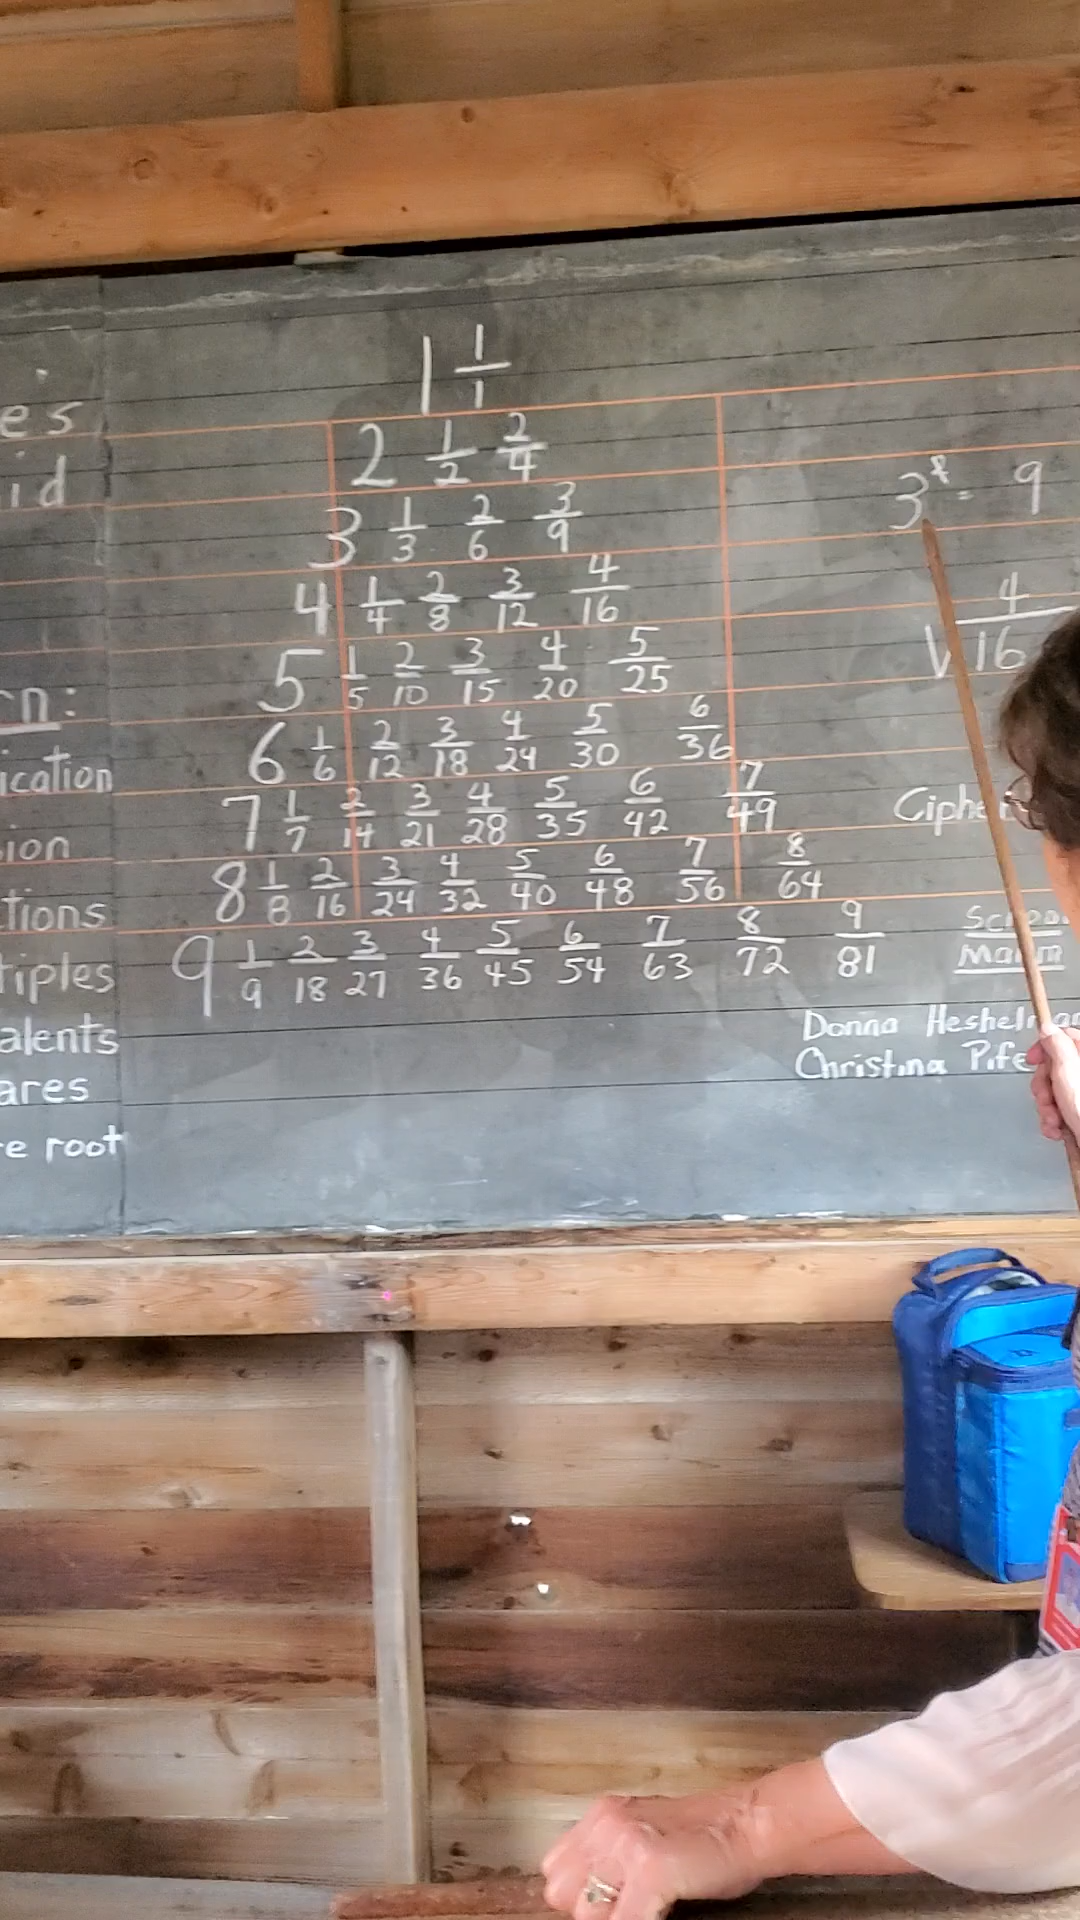 es
id
n:
ication
ion
tions
tiples
alents
ares
e root
1 1/1
2 1/2 2/4
3 1/3 2/6 3/9
4 1/4 2/8 3/12 4/16
5 1/5 2/10 3/15 4/20 5/25
6 1/6 2/12 3/18 4/24 5/30 6/36
7 1/7 2/14 3/21 4/28 5/35 6/42 7/49
8 1/8 2/16 3/24 4/32 5/40 6/48 7/56 8/64
9 1/9 2/18 3/27 4/36 5/45 6/54 7/63 8/72 9/81
= 9
4
√16
Ciphe
Donna
Christina Pife